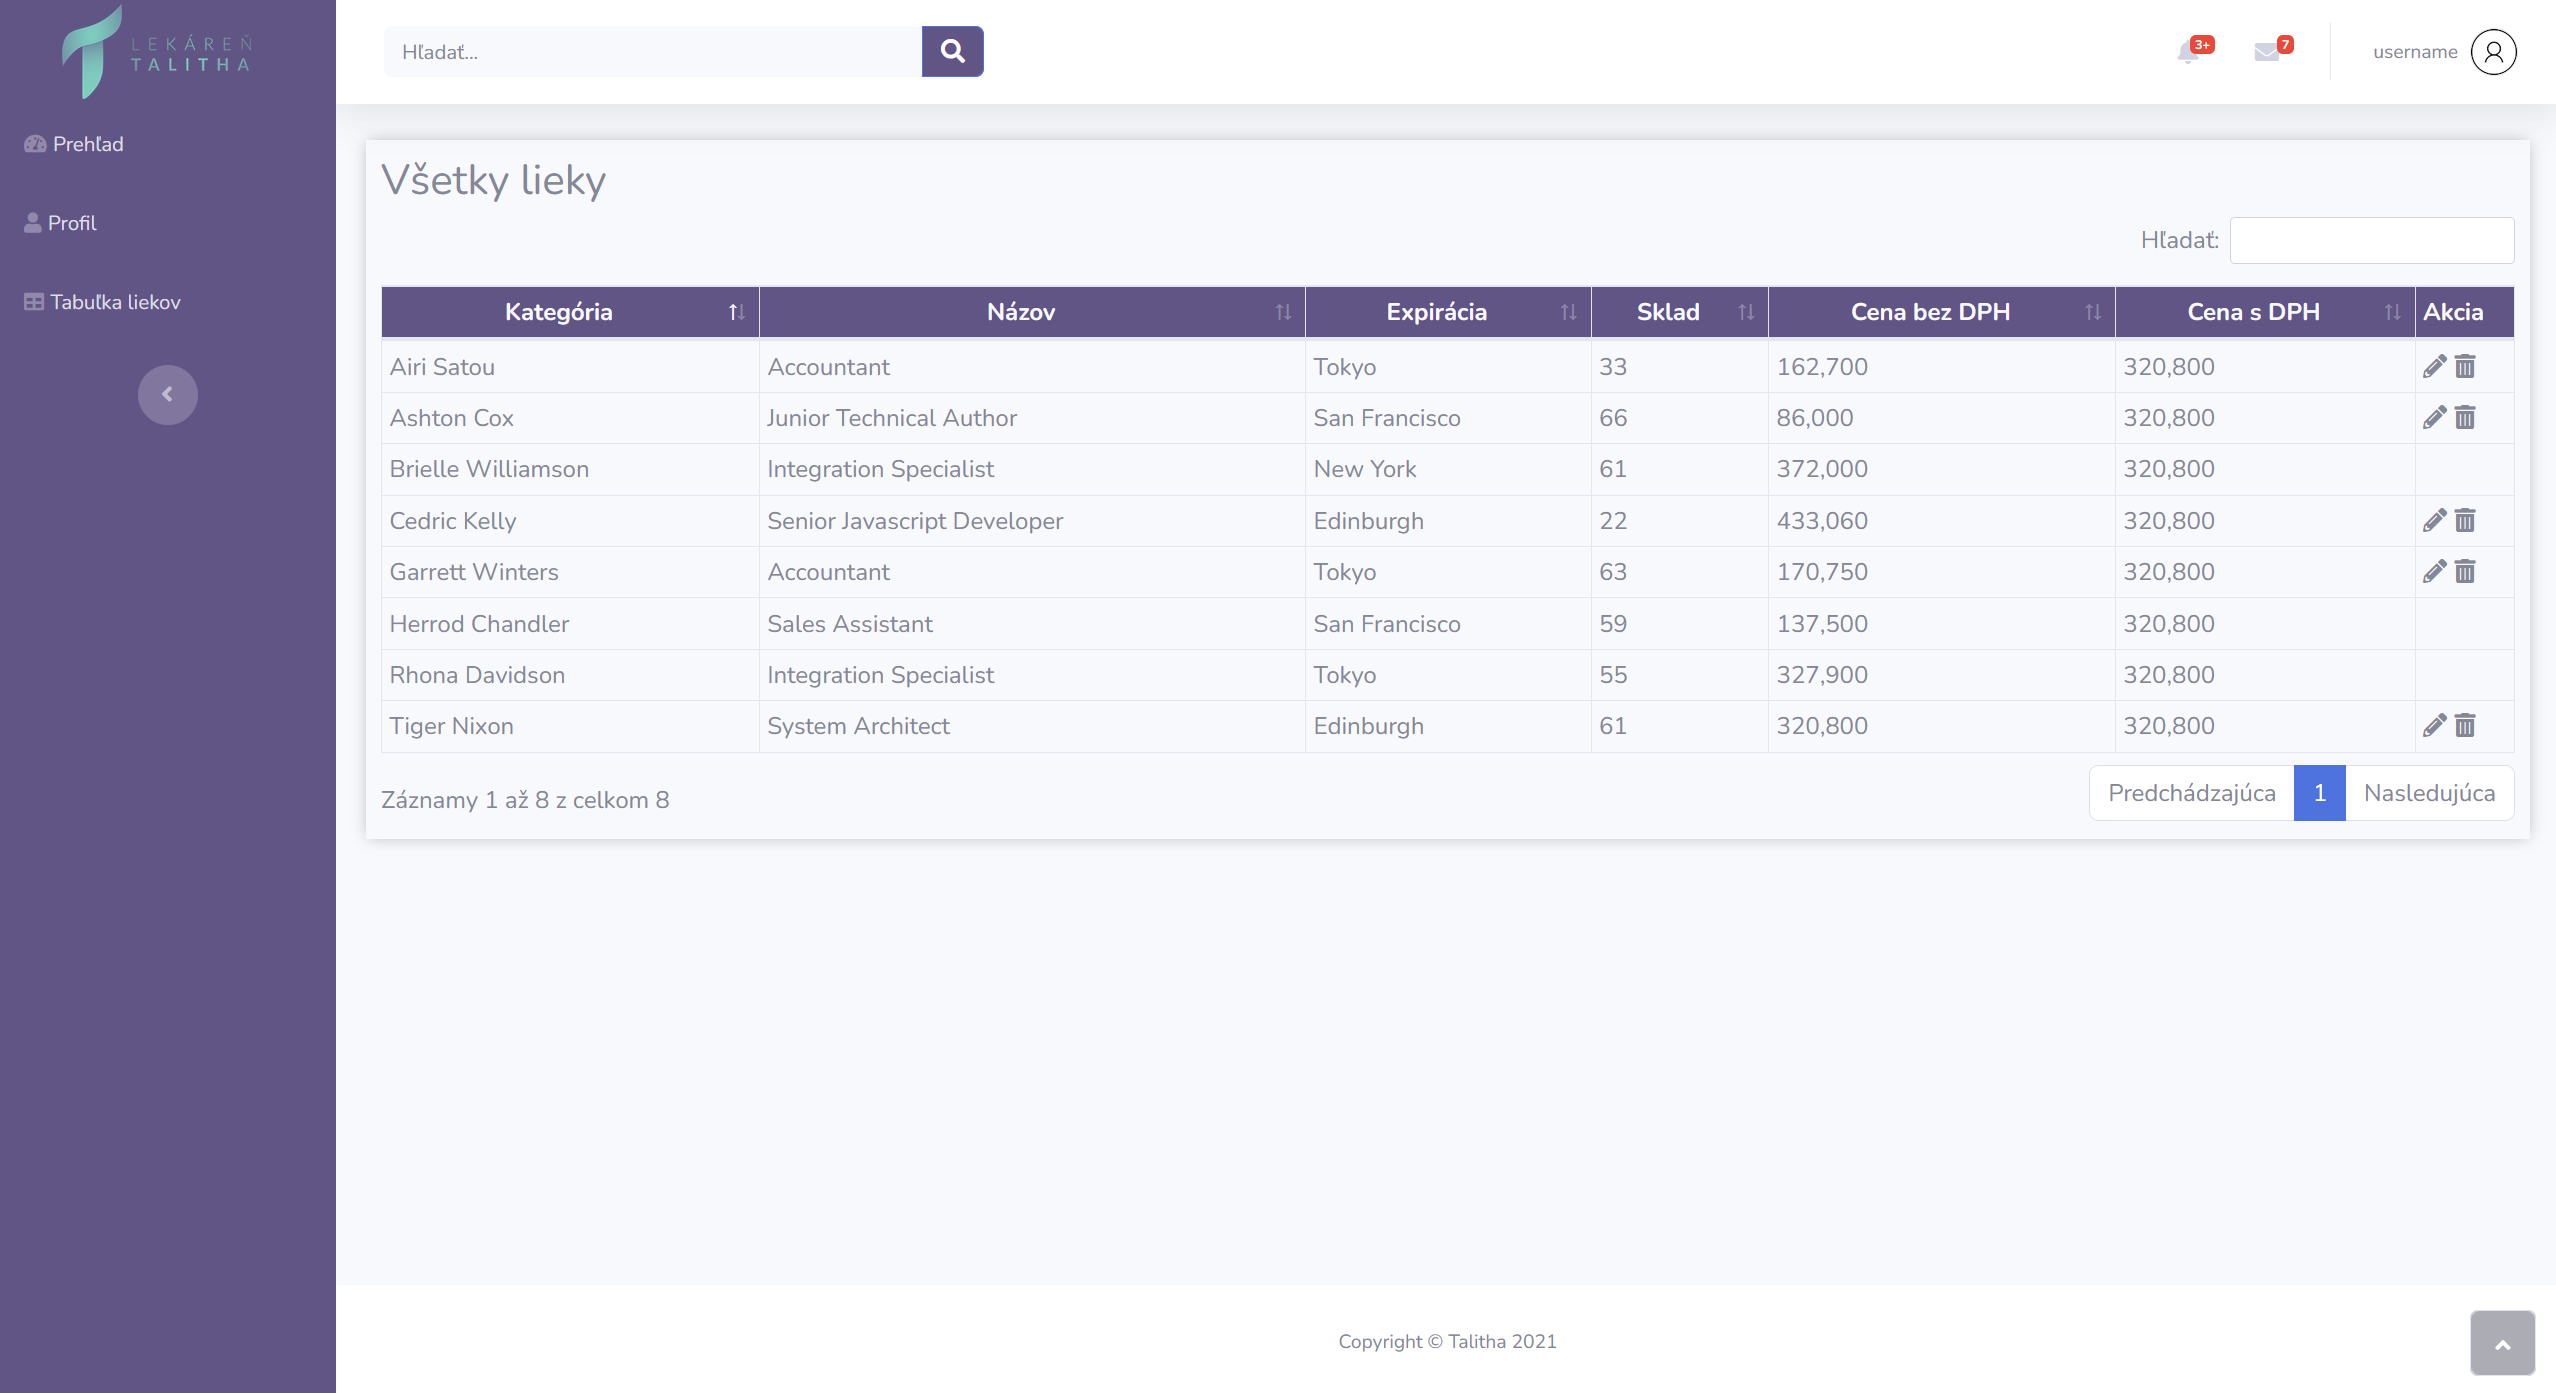 LEKÁREŇ
TALITHA
Prehľad
Profil
Tabuľka liekov
Hľadať...
3+
7
username
Všetky lieky
Hľadať:
Kategória Názov Expirácia Sklad Cena bez DPH Cena s DPH Akcia
Airi Satou Accountant Tokyo 33 162,700 320,800
Ashton Cox Junior Technical Author San Francisco 66 86,000 320,800
Brielle Williamson Integration Specialist New York 61 372,000 320,800
Cedric Kelly Senior Javascript Developer Edinburgh 22 433,060 320,800
Garrett Winters Accountant Tokyo 63 170,750 320,800
Herrod Chandler Sales Assistant San Francisco 59 137,500 320,800
Rhona Davidson Integration Specialist Tokyo 55 327,900 320,800
Tiger Nixon System Architect Edinburgh 61 320,800 320,800
Záznamy 1 až 8 z celkom 8
Predchádzajúca 1 Nasledujúca
Copyright © Talitha 2021